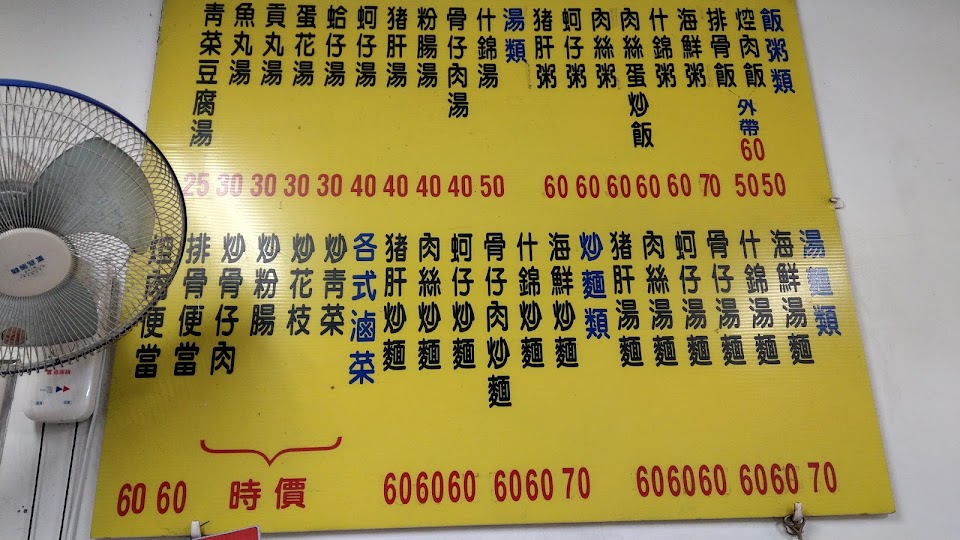 飯粥類
焢肉飯 外帶 60
排骨飯
海鮮粥
什錦粥
肉絲蛋炒飯
肉絲粥
蚵仔粥
猪肝粥
湯類
什錦湯
骨仔肉湯
粉腸湯
猪肝湯
蚵仔湯
蛤仔湯
蛋花湯
貢丸湯
魚丸湯
青菜豆腐湯
25 30 30 30 30 40 40 40 40 50 60 60 60 60 60 70 50 50
湯麵類
海鮮湯麵
什錦湯麵
骨仔湯麵
蚵仔湯麵
肉絲湯麵
猪肝湯麵
炒麵類
海鮮炒麵
什錦炒麵
骨仔肉炒麵
蚵仔炒麵
肉絲炒麵
猪肝炒麵
各式滷菜
炒青菜
炒花枝
炒粉腸
炒骨仔肉
排骨便當
焢肉便當
60 60 時價 60 60 60 60 60 70 60 60 60 60 60 70